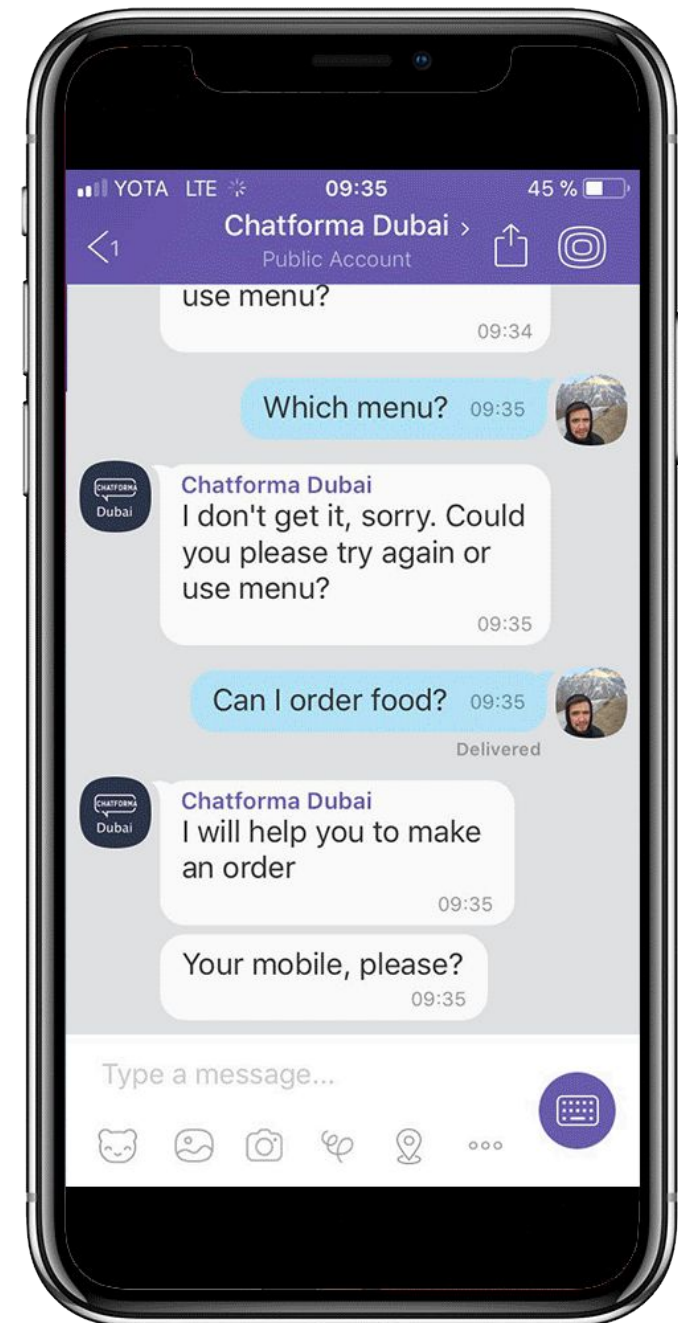 YOTA LTE 09:35 45 %
1 Chatforma Dubai ›
Public Account
use menu?
09:34
Which menu? 09:35
CHATFORMA
Dubai
Chatforma Dubai
I don't get it, sorry. Could
you please try again or
use menu?
09:35
Can I order food? 09:35
Delivered
CHATFORMA
Dubai
Chatforma Dubai
I will help you to make
an order
09:35
Your mobile, please?
09:35
Type a message...